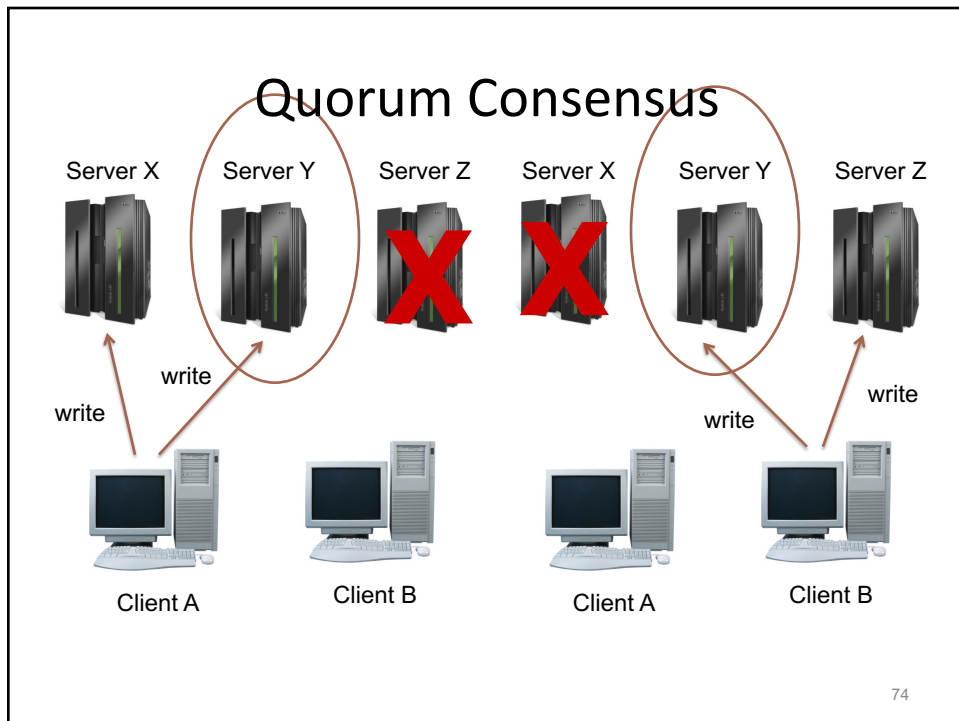 Quorum Consensus
Server X Server Y Server Z Server X Server Y Server Z
X X
write
write
write
write
Client A Client B Client A Client B
74